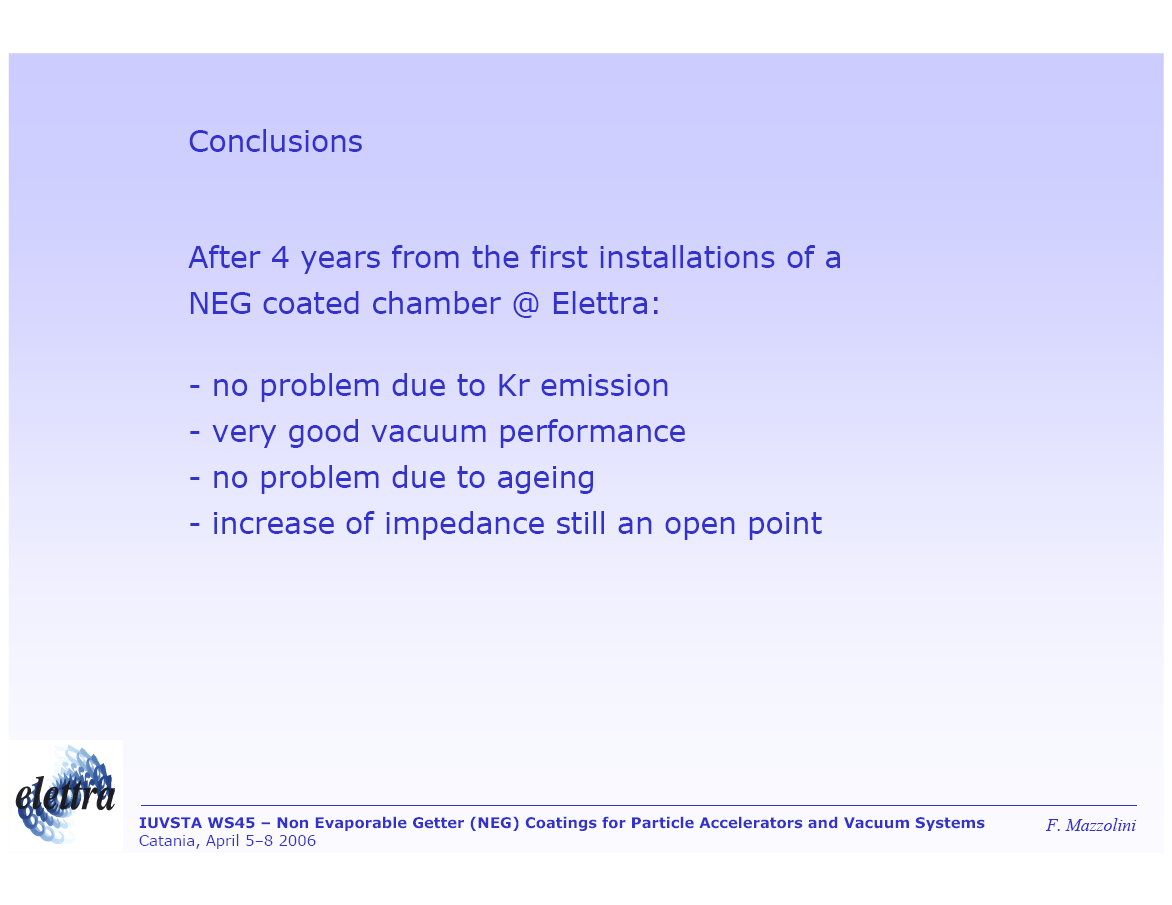 Conclusions
After 4 years from the first installations of a
NEG coated chamber @ Elettra:
- no problem due to Kr emission
- very good vacuum performance
- no problem due to ageing
- increase of impedance still an open point
elettra
IUVSTA WS45 – Non Evaporable Getter (NEG) Coatings for Particle Accelerators and Vacuum Systems
F. Mazzolini
Catania, April 5–8 2006